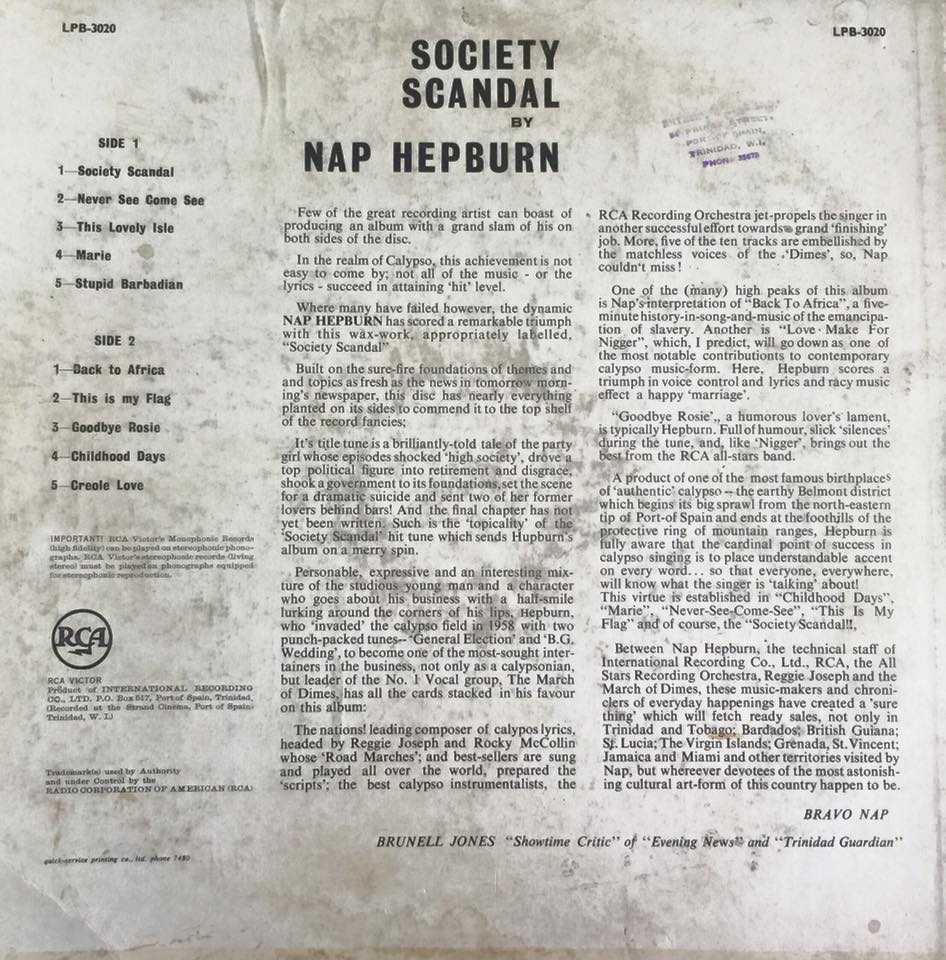 LPB-3020
LPB-3020
SOCIETY
SCANDAL
BY
NAP HEPBURN
PORT OF SPAIN,
TRINIDAD, W.I.
PHONE
SIDE 1
1—Society Scandal
2—Never See Come See
3—This Lovely Isle
4—Marie
5—Stupid Barbadian
SIDE 2
1—Back to Africa
2—This is my Flag
3—Goodbye Rosie
4—Childhood Days
5—Creole Love
IMPORTANT! RCA Victor's Monophonic Records
(high fidelity) can be played on stereophonic phono-
graphs. RCA Victor's stereophonic records (living
stereo) must be played on phonographs equipped
for stereophonic reproduction.
RCA
RCA VICTOR
Product of INTERNATIONAL RECORDING
CO., LTD. P.O. Box 517, Port of Spain, Trinidad,
(Recorded at the Strand Cinema, Port of Spain,
Trinidad, W. I.)
Trademark(s) used by Authority
and under Control by the
RADIO CORPORATION OF AMERICAN (RCA)
quick-service printing co., ltd. phone 7480
Few of the great recording artist can boast of
producing an album with a grand slam of his on
both sides of the disc.
In the realm of Calypso, this achievement is not
easy to come by; not all of the music - or the
lyrics - succeed in attaining 'hit' level.
Where many have failed however, the dynamic
NAP HEPBURN has scored a remarkable triumph
with this wax-work, appropriately labelled,
"Society Scandal"
Built on the sure-fire foundations of themes and
and topics as fresh as the news in tomorrow morn-
ing's newspaper, this disc has nearly everything
planted on its sides to commend it to the top shelf
of the record fancies;
It's title tune is a brilliantly-told tale of the party
girl whose episodes shocked 'high society', drove a
top political figure into retirement and disgrace,
shook a government to its foundations, set the scene
for a dramatic suicide and sent two of her former
lovers behind bars! And the final chapter has not
yet been written. Such is the 'topicality' of the
'Society Scandal' hit tune which sends Hupburn's
album on a merry spin.
Personable, expressive and an interesting mix-
ture of the studious young man and a character
who goes about his business with a half-smile
lurking around the corners of his lips, Hepburn,
who 'invaded' the calypso field in 1958 with two
punch-packed tunes—'General Election' and 'B.G.
Wedding', to become one of the most-sought inter-
tainers in the business, not only as a calypsonian,
but leader of the No. 1 Vocal group, The March
of Dimes, has all the cards stacked in his favour
on this album:
The nations! leading composer of calypos lyrics,
headed by Reggie Joseph and Rocky McCollin
whose 'Road Marches'; and best-sellers are sung
and played all over the world, prepared the
'scripts'; the best calypso instrumentalists, the
RCA Recording Orchestra jet-propels the singer in
another successful effort towards grand 'finishing'
job. More, five of the ten tracks are embellished by
the matchless voices of the 'Dimes', so, Nap
couldn't miss!
One of the (many) high peaks of this album
is Nap's interpretation of "Back To Africa", a five-
minute history-in-song-and-music of the emancipa-
tion of slavery. Another is "Love Make For
Nigger", which, I predict, will go down as one of
the most notable contributionts to contemporary
calypso music-form. Here, Hepburn scores a
triumph in voice control and lyrics and racy music
effect a happy 'marriage'.
"Goodbye Rosie',, a humorous lover's lament,
is typically Hepburn. Full of humour, slick 'silences'
during the tune, and, like 'Nigger', brings out the
best from the RCA all-stars band.
A product of one of the most famous birthplaces
of 'authentic' calypso – the earthy Belmont district
which begins its big sprawl from the north-eastern
tip of Port-of Spain and ends at the foothills of the
protective ring of mountain ranges, Hepburn is
fully aware that the cardinal point of success in
calypso singing is to place understandable accent
on every word... so that everyone, everywhere,
will know what the singer is 'talking' about!
This virtue is established in "Childhood Days",
"Marie", "Never-See-Come-See", "This Is My
Flag" and of course, the "Society Scandal!!,
Between Nap Hepburn, the technical staff of
International Recording Co., Ltd., RCA, the All
Stars Recording Orchestra, Reggie Joseph and the
March of Dimes, these music-makers and chroni-
clers of everyday happenings have created a 'sure
thing' which will fetch ready sales, not only in
Trinidad and Tobago; Bardados; British Guiana;
St. Lucia; The Virgin Islands; Grenada, St. Vincent;
Jamaica and Miami and other territories visited by
Nap, but whereever devotees of the most astonish-
ing cultural art-form of this country happen to be.
BRAVO NAP
BRUNELL JONES "Showtime Critic" of "Evening News" and "Trinidad Guardian"